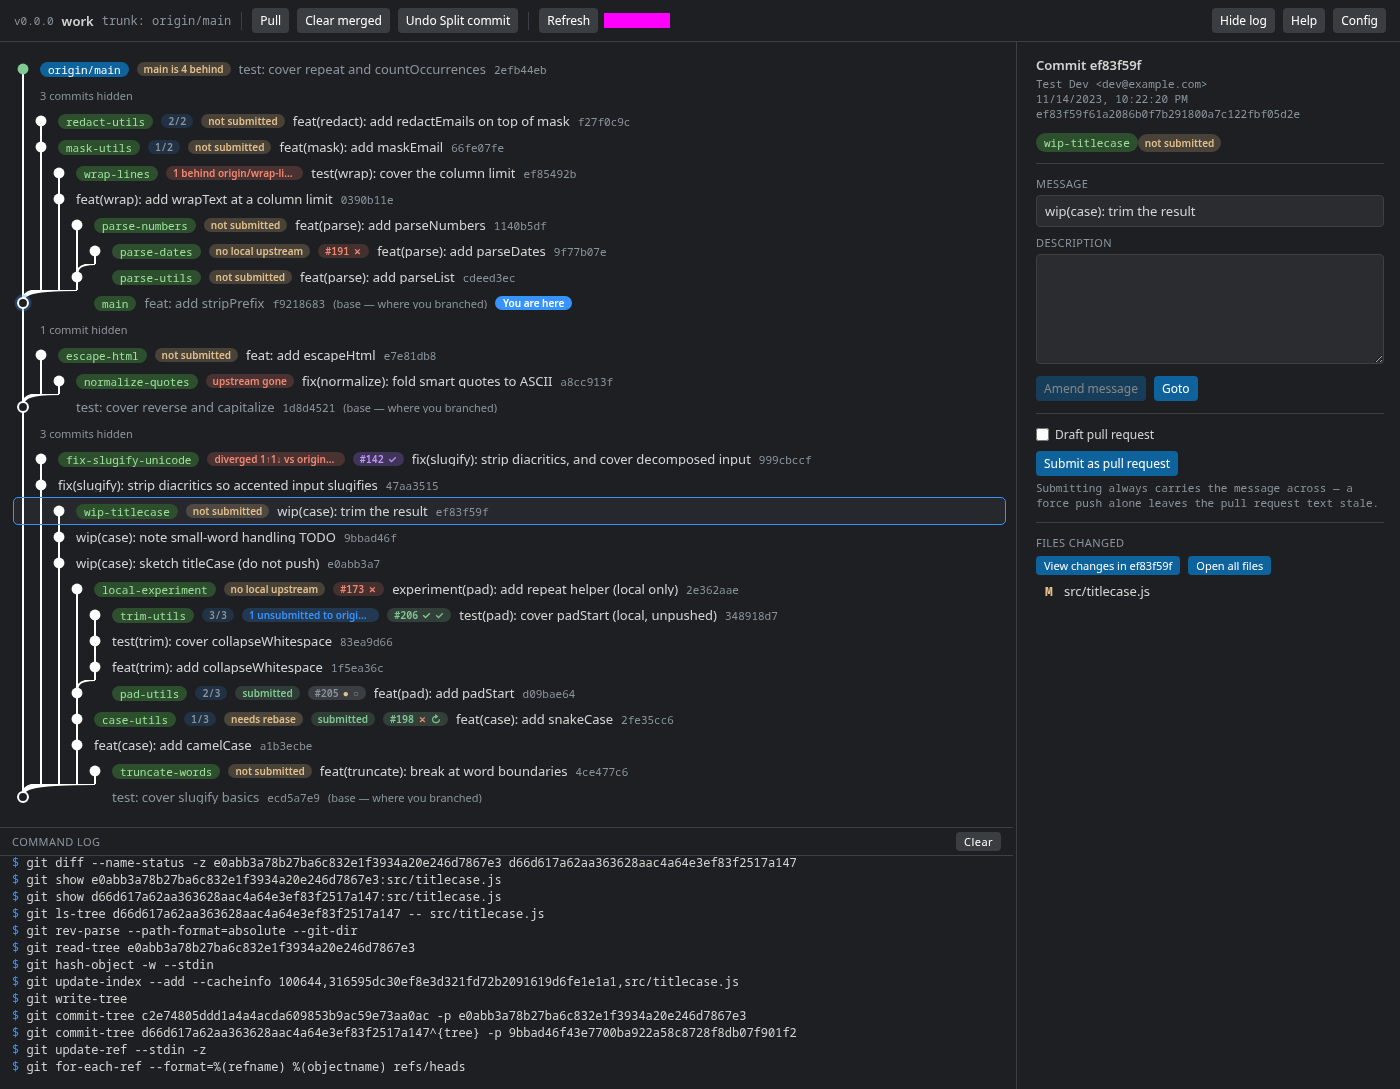 v0.0.0 work trunk: origin/main Pull Clear merged Undo Split commit Refresh Hide log Help Config
origin/main main is 4 behind test: cover repeat and countOccurrences 2efb44eb
3 commits hidden
redact-utils 2/2 not submitted feat(redact): add redactEmails on top of mask f27f0c9c
mask-utils 1/2 not submitted feat(mask): add maskEmail 66fe07fe
wrap-lines 1 behind origin/wrap-li… test(wrap): cover the column limit ef85492b
feat(wrap): add wrapText at a column limit 0390b11e
parse-numbers not submitted feat(parse): add parseNumbers 1140b5df
parse-dates no local upstream #191 × feat(parse): add parseDates 9f77b07e
parse-utils not submitted feat(parse): add parseList cdeed3ec
main feat: add stripPrefix f9218683 (base — where you branched) You are here
1 commit hidden
escape-html not submitted feat: add escapeHtml e7e81db8
normalize-quotes upstream gone fix(normalize): fold smart quotes to ASCII a8cc913f
test: cover reverse and capitalize 1d8d4521 (base — where you branched)
3 commits hidden
fix-slugify-unicode diverged 1↑1↓ vs origin… #142 ✓ fix(slugify): strip diacritics, and cover decomposed input 999cbccf
fix(slugify): strip diacritics so accented input slugifies 47aa3515
wip-titlecase not submitted wip(case): trim the result ef83f59f
wip(case): note small-word handling TODO 9bbad46f
wip(case): sketch titleCase (do not push) e0abb3a7
local-experiment no local upstream #173 × experiment(pad): add repeat helper (local only) 2e362aae
trim-utils 3/3 1 unsubmitted to origi… #206 ✓ ✓ test(pad): cover padStart (local, unpushed) 348918d7
test(trim): cover collapseWhitespace 83ea9d66
feat(trim): add collapseWhitespace 1f5ea36c
pad-utils 2/3 submitted #205 ● ○ feat(pad): add padStart d09bae64
case-utils 1/3 needs rebase submitted #198 × ↻ feat(case): add snakeCase 2fe35cc6
feat(case): add camelCase a1b3ecbe
truncate-words not submitted feat(truncate): break at word boundaries 4ce477c6
test: cover slugify basics ecd5a7e9 (base — where you branched)
COMMAND LOG Clear
$ git diff --name-status -z e0abb3a78b27ba6c832e1f3934a20e246d7867e3 d66d617a62aa363628aac4a64e3ef83f2517a147
$ git show e0abb3a78b27ba6c832e1f3934a20e246d7867e3:src/titlecase.js
$ git show d66d617a62aa363628aac4a64e3ef83f2517a147:src/titlecase.js
$ git ls-tree d66d617a62aa363628aac4a64e3ef83f2517a147 -- src/titlecase.js
$ git rev-parse --path-format=absolute --git-dir
$ git read-tree e0abb3a78b27ba6c832e1f3934a20e246d7867e3
$ git hash-object -w --stdin
$ git update-index --add --cacheinfo 100644,316595dc30ef8e3d321fd72b2091619d6fe1e1a1,src/titlecase.js
$ git write-tree
$ git commit-tree c2e74805ddd1a4a4acda609853b9ac59e73aa0ac -p e0abb3a78b27ba6c832e1f3934a20e246d7867e3
$ git commit-tree d66d617a62aa363628aac4a64e3ef83f2517a147^{tree} -p 9bbad46f43e7700ba922a58c8728f8db07f901f2
$ git update-ref --stdin -z
$ git for-each-ref --format=%(refname) %(objectname) refs/heads
Commit ef83f59f
Test Dev <dev@example.com>
11/14/2023, 10:22:20 PM
ef83f59f61a2086b0f7b291800a7c122fbf05d2e
wip-titlecase not submitted
MESSAGE
wip(case): trim the result
DESCRIPTION
Amend message Goto
Draft pull request
Submit as pull request
Submitting always carries the message across — a
force push alone leaves the pull request text stale.
FILES CHANGED
View changes in ef83f59f Open all files
M src/titlecase.js